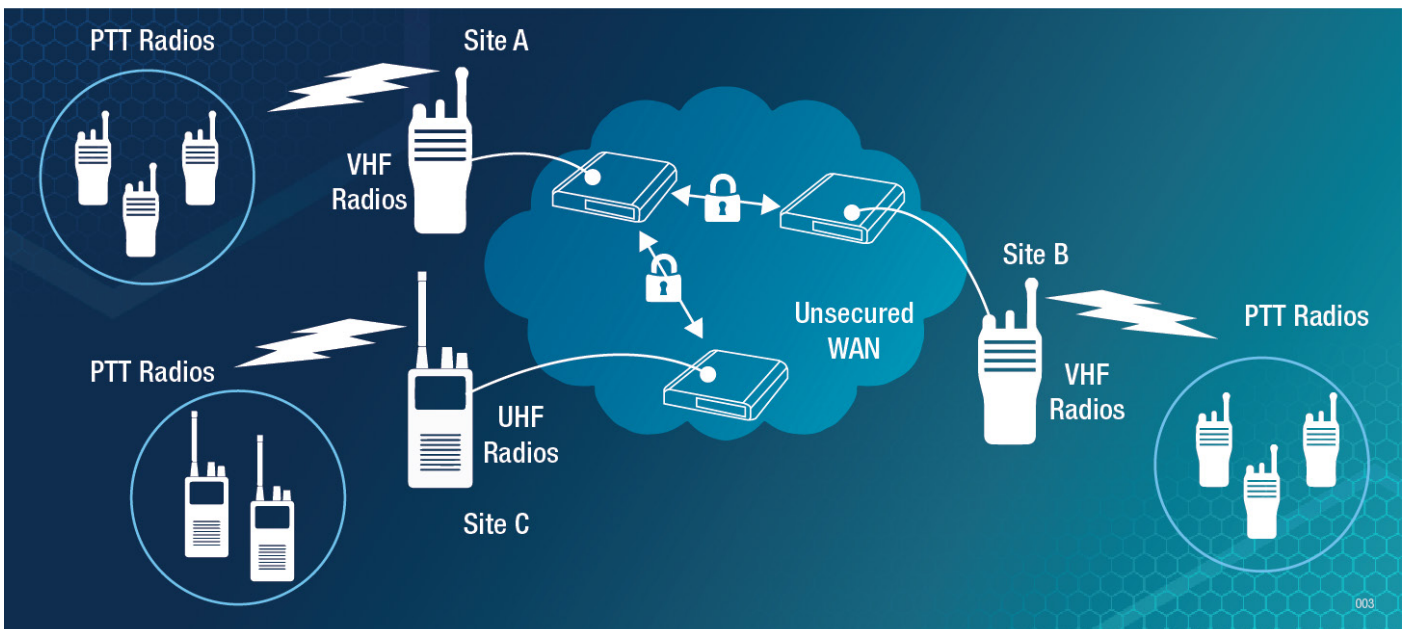 PTT Radios
Site A
VHF
Radios
Site B
Unsecured
WAN
PTT Radios
PTT Radios
VHF
Radios
UHF
Radios
Site C
003